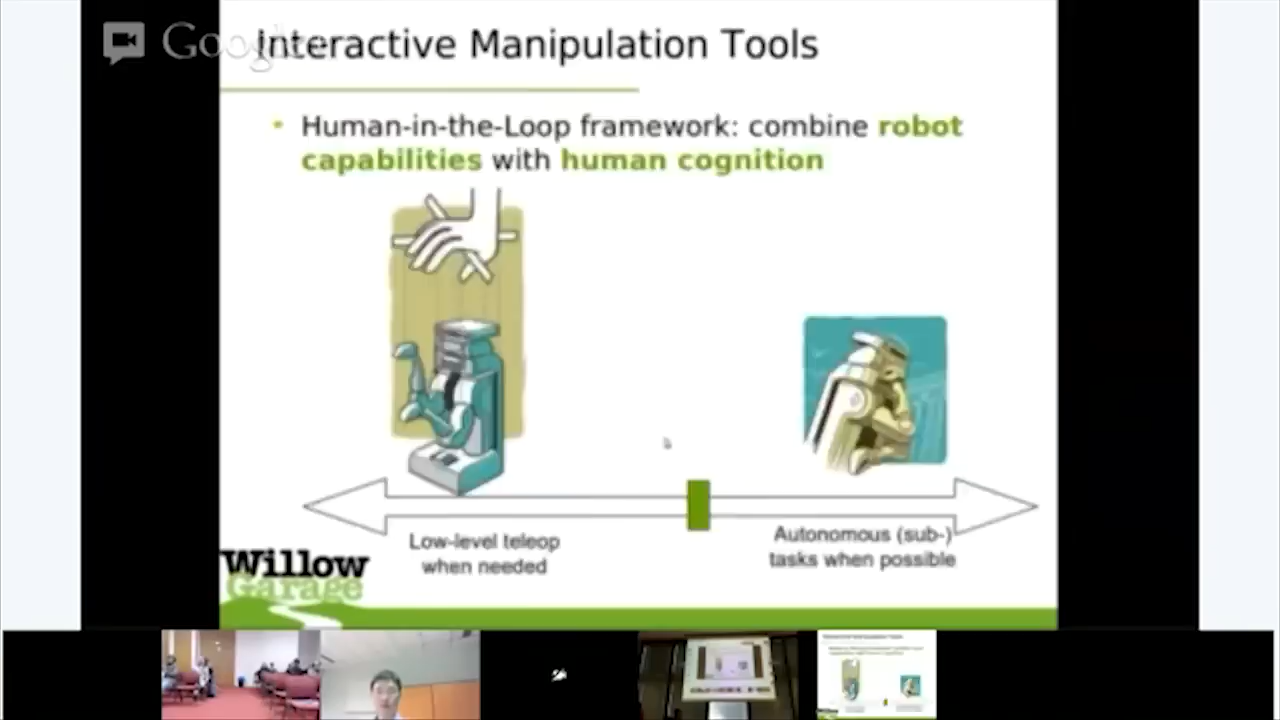 Google
Interactive Manipulation Tools
Human-in-the-Loop framework: combine robot
capabilities with human cognition
Low-level teleop
when needed
Autonomous (sub-)
tasks when possible
Willow
Garage